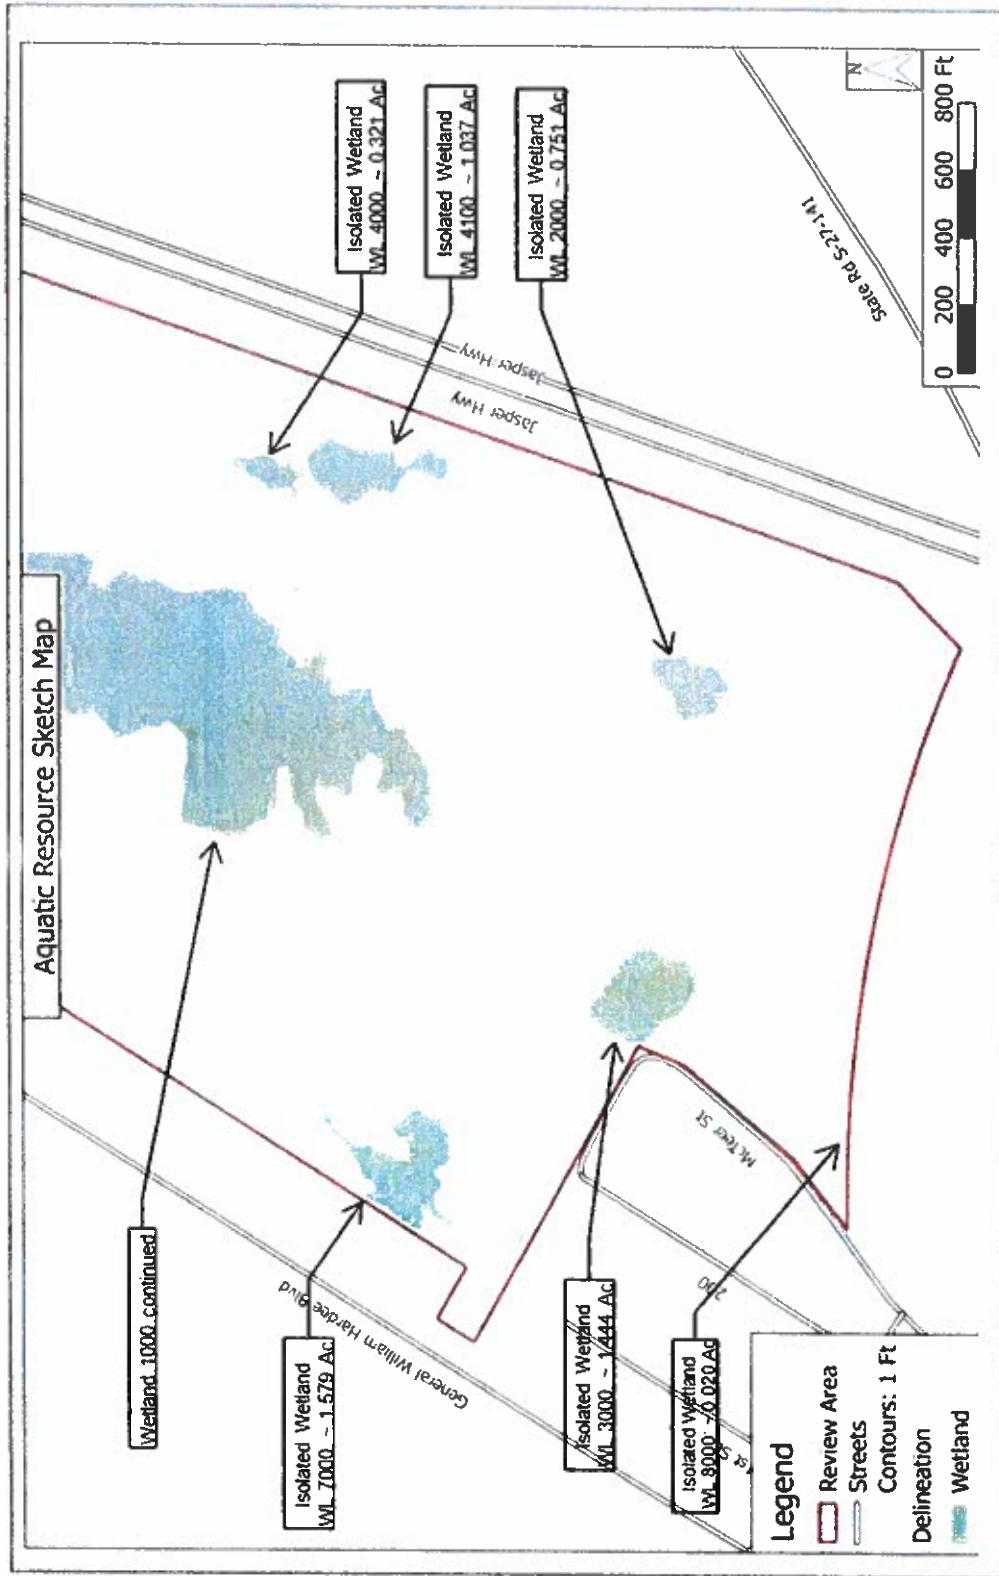 Aquatic Resource Sketch Map
Wetland 1000 continued
Isolated Wetland
WL 7000 ~ 1.579 Ac
Isolated Wetland
WL 3000 ~ 1.444 Ac
Isolated Wetland
WL 8000 ~ 0.020 Ac
Isolated Wetland
WL 4000 ~ 0.321 Ac
Isolated Wetland
WL 4100 ~ 1.037 Ac
Isolated Wetland
WL 2000 ~ 0.751 Ac
General William Hardee Blvd
McTeer St
200
1st St
Jasper Hwy
Jasper Hwy
State Rd S-27-141
Legend
Review Area
Streets
Contours: 1 Ft
Delineation
Wetland
N
0 200 400 600 800 Ft